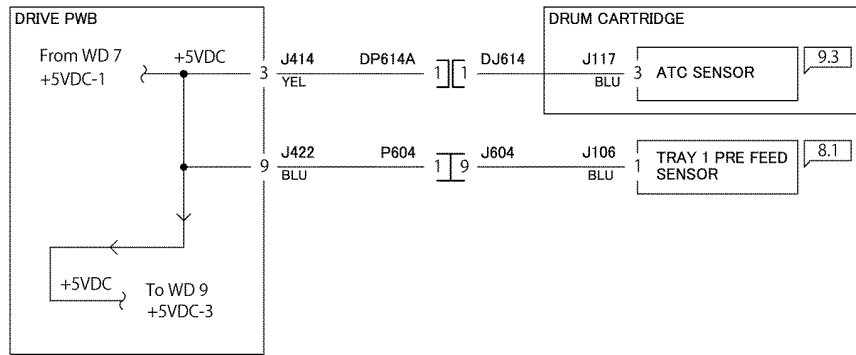 DRIVE PWB
From WD 7
+5VDC-1
+5VDC
3
J414
YEL
DP614A
1
1
DJ614
DRUM CARTRIDGE
J117
BLU
3
ATC SENSOR
9.3
9
J422
BLU
P604
1
9
J604
J106
BLU
1
TRAY 1 PRE FEED
SENSOR
8.1
+5VDC
To WD 9
+5VDC-3